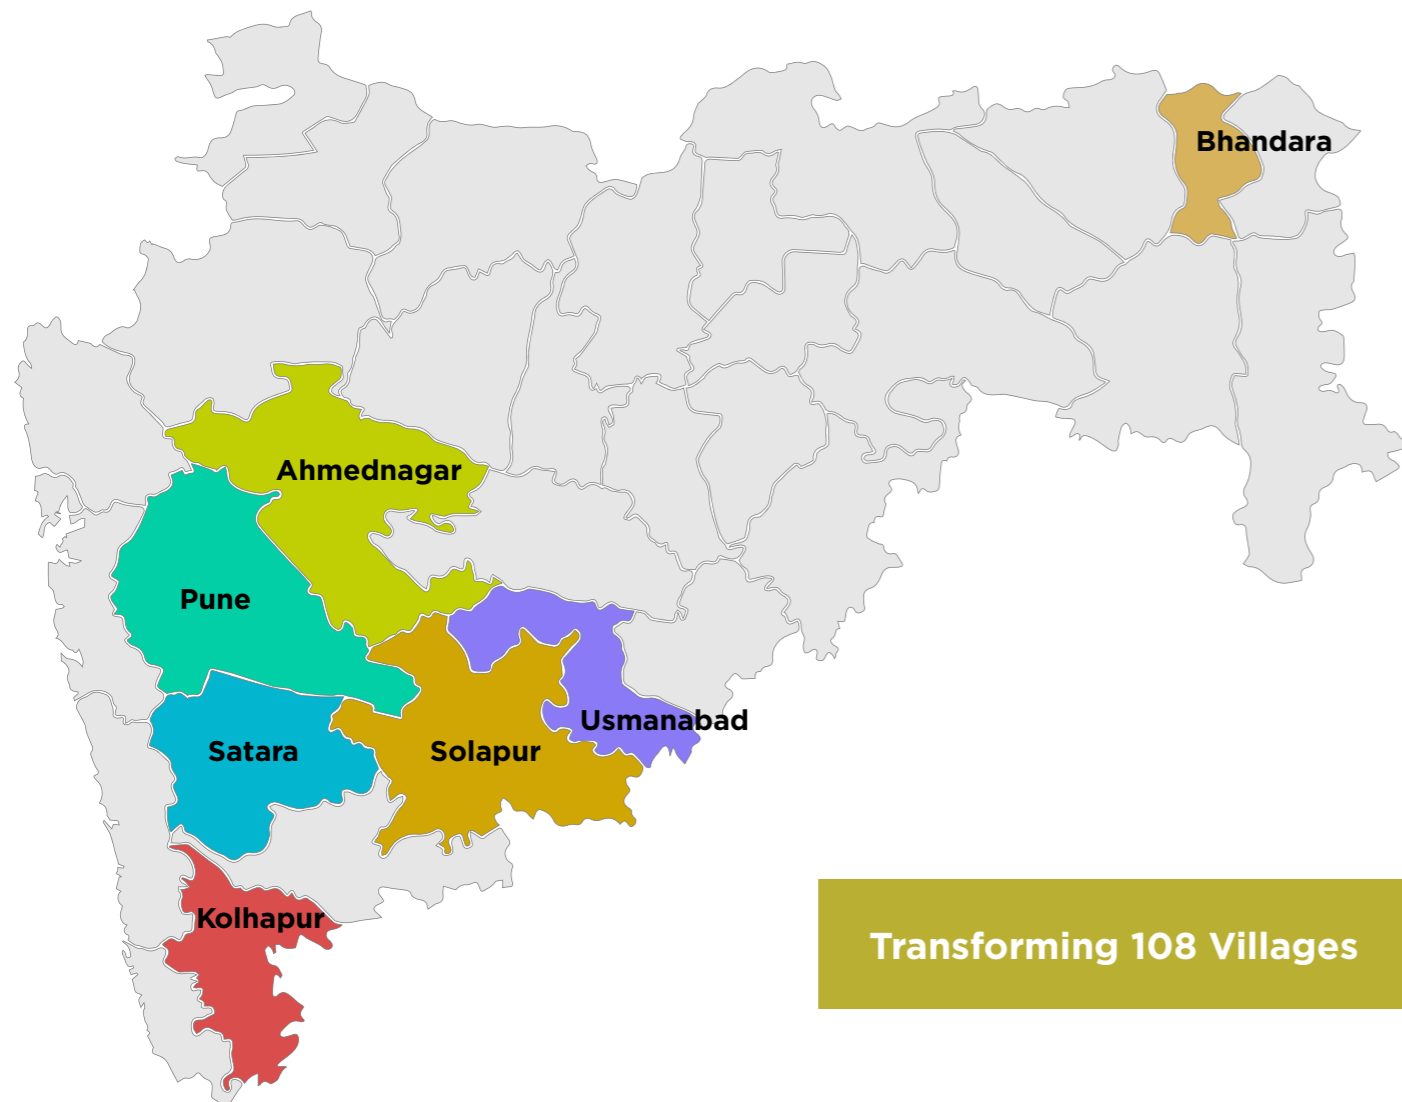 Bhandara
Ahmednagar
Pune
Usmanabad
Satara
Solapur
Kolhapur
Transforming 108 Villages